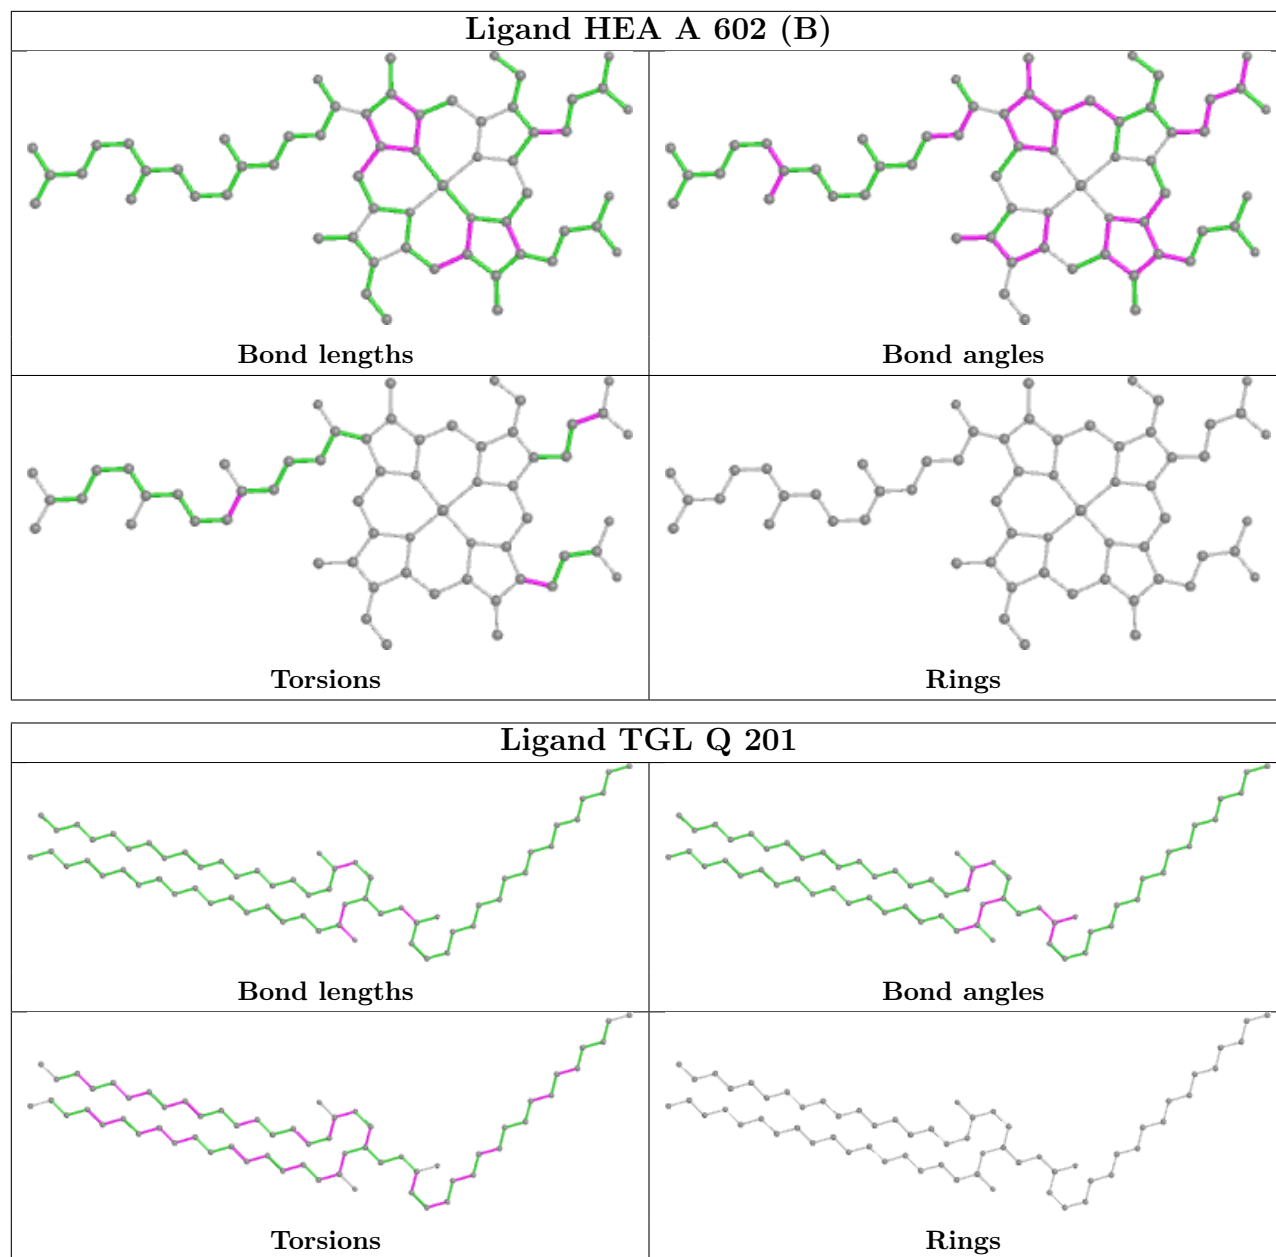 Ligand HEA A 602 (B)
Bond lengths
Bond angles
Torsions
Rings
Ligand TGL Q 201
Bond lengths
Bond angles
Torsions
Rings